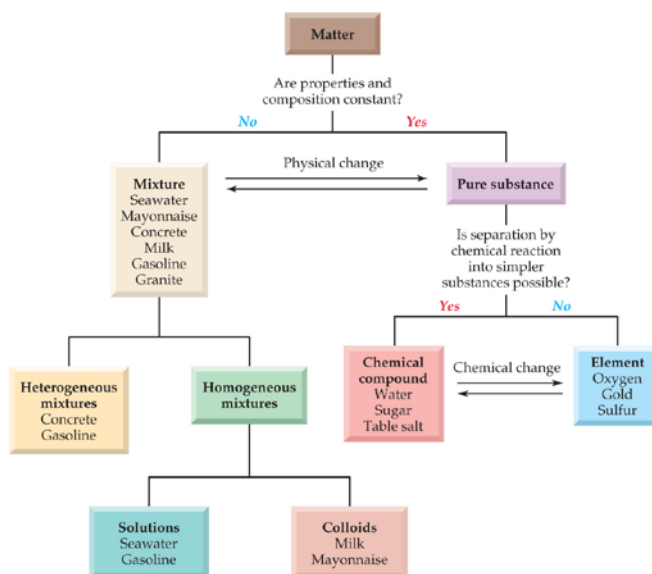 Matter
Are properties and
composition constant?
No
Yes
Physical change
Mixture
Seawater
Mayonnaise
Concrete
Milk
Gasoline
Granite
Pure substance
Is separation by
chemical reaction
into simpler
substances possible?
Yes
No
Heterogeneous
mixtures
Concrete
Gasoline
Homogeneous
mixtures
Chemical
compound
Water
Sugar
Table salt
Chemical change
Element
Oxygen
Gold
Sulfur
Solutions
Seawater
Gasoline
Colloids
Milk
Mayonnaise